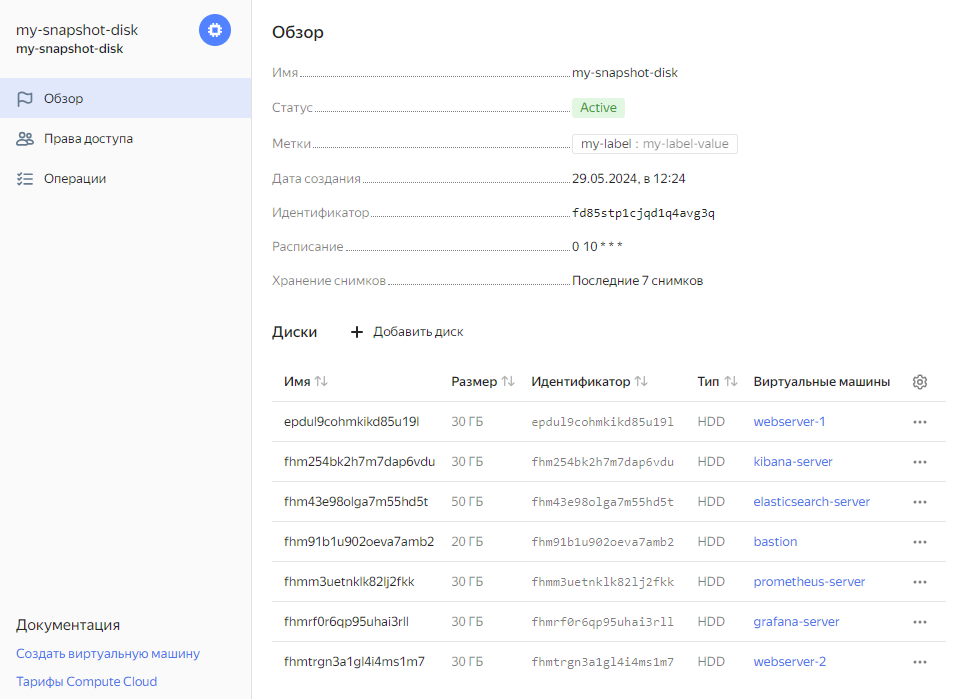 my-snapshot-disk
my-snapshot-disk
Обзор
Права доступа
Операции
Документация
Создать виртуальную машину
Тарифы Compute Cloud
Обзор
Имя my-snapshot-disk
Статус Active
Метки my-label : my-label-value
Дата создания 29.05.2024, в 12:24
Идентификатор fd85stp1cjqd1q4avg3q
Расписание 0 10 * * *
Хранение снимков Последние 7 снимков
Диски + Добавить диск
Имя Размер Идентификатор Тип Виртуальные машины
epdul9cohmkikd85u19l 30 ГБ epdul9cohmkikd85u19l HDD webserver-1
fhm254bk2h7m7dap6vdu 30 ГБ fhm254bk2h7m7dap6vdu HDD kibana-server
fhm43e98olga7m55hd5t 50 ГБ fhm43e98olga7m55hd5t HDD elasticsearch-server
fhm91b1u902oeva7amb2 20 ГБ fhm91b1u902oeva7amb2 HDD bastion
fhmm3uetnklk82lj2fkk 30 ГБ fhmm3uetnklk82lj2fkk HDD prometheus-server
fhmrf0r6qp95uhai3rll 30 ГБ fhmrf0r6qp95uhai3rll HDD grafana-server
fhmtrgn3a1gl4i4ms1m7 30 ГБ fhmtrgn3a1gl4i4ms1m7 HDD webserver-2